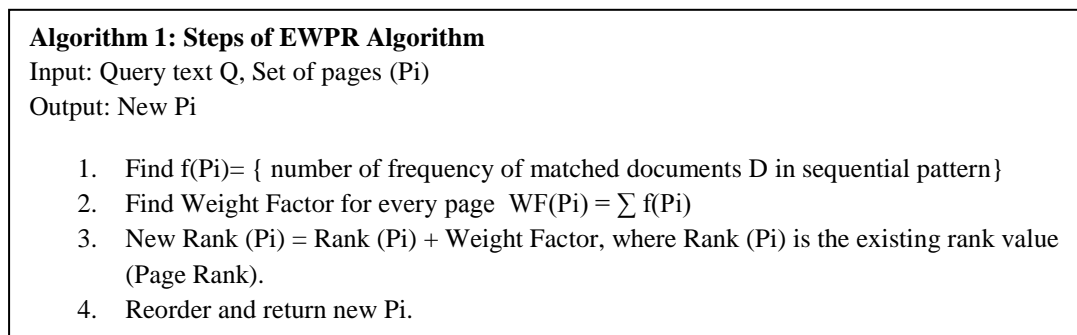 Algorithm 1: Steps of EWPR Algorithm
Input: Query text Q, Set of pages (Pi)
Output: New Pi
1. Find f(Pi)= { number of frequency of matched documents D in sequential pattern}
2. Find Weight Factor for every page WF(Pi) = ∑ f(Pi)
3. New Rank (Pi) = Rank (Pi) + Weight Factor, where Rank (Pi) is the existing rank value
(Page Rank).
4. Reorder and return new Pi.